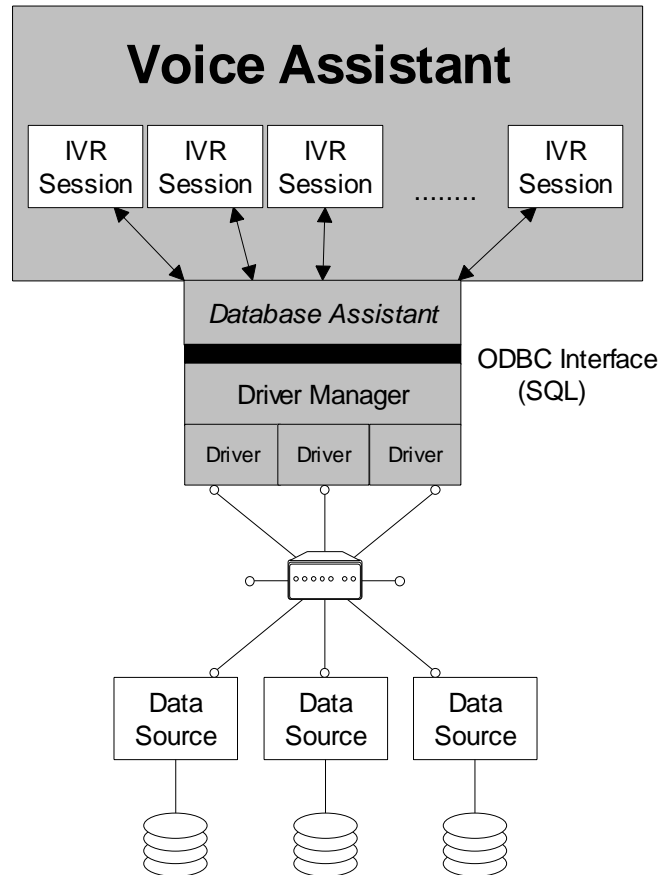 Voice Assistant
IVR IVR IVR IVR
Session Session Session ........ Session
Database Assistant
ODBC Interface
(SQL)
Driver Manager
Driver Driver Driver
Data Data Data
Source Source Source